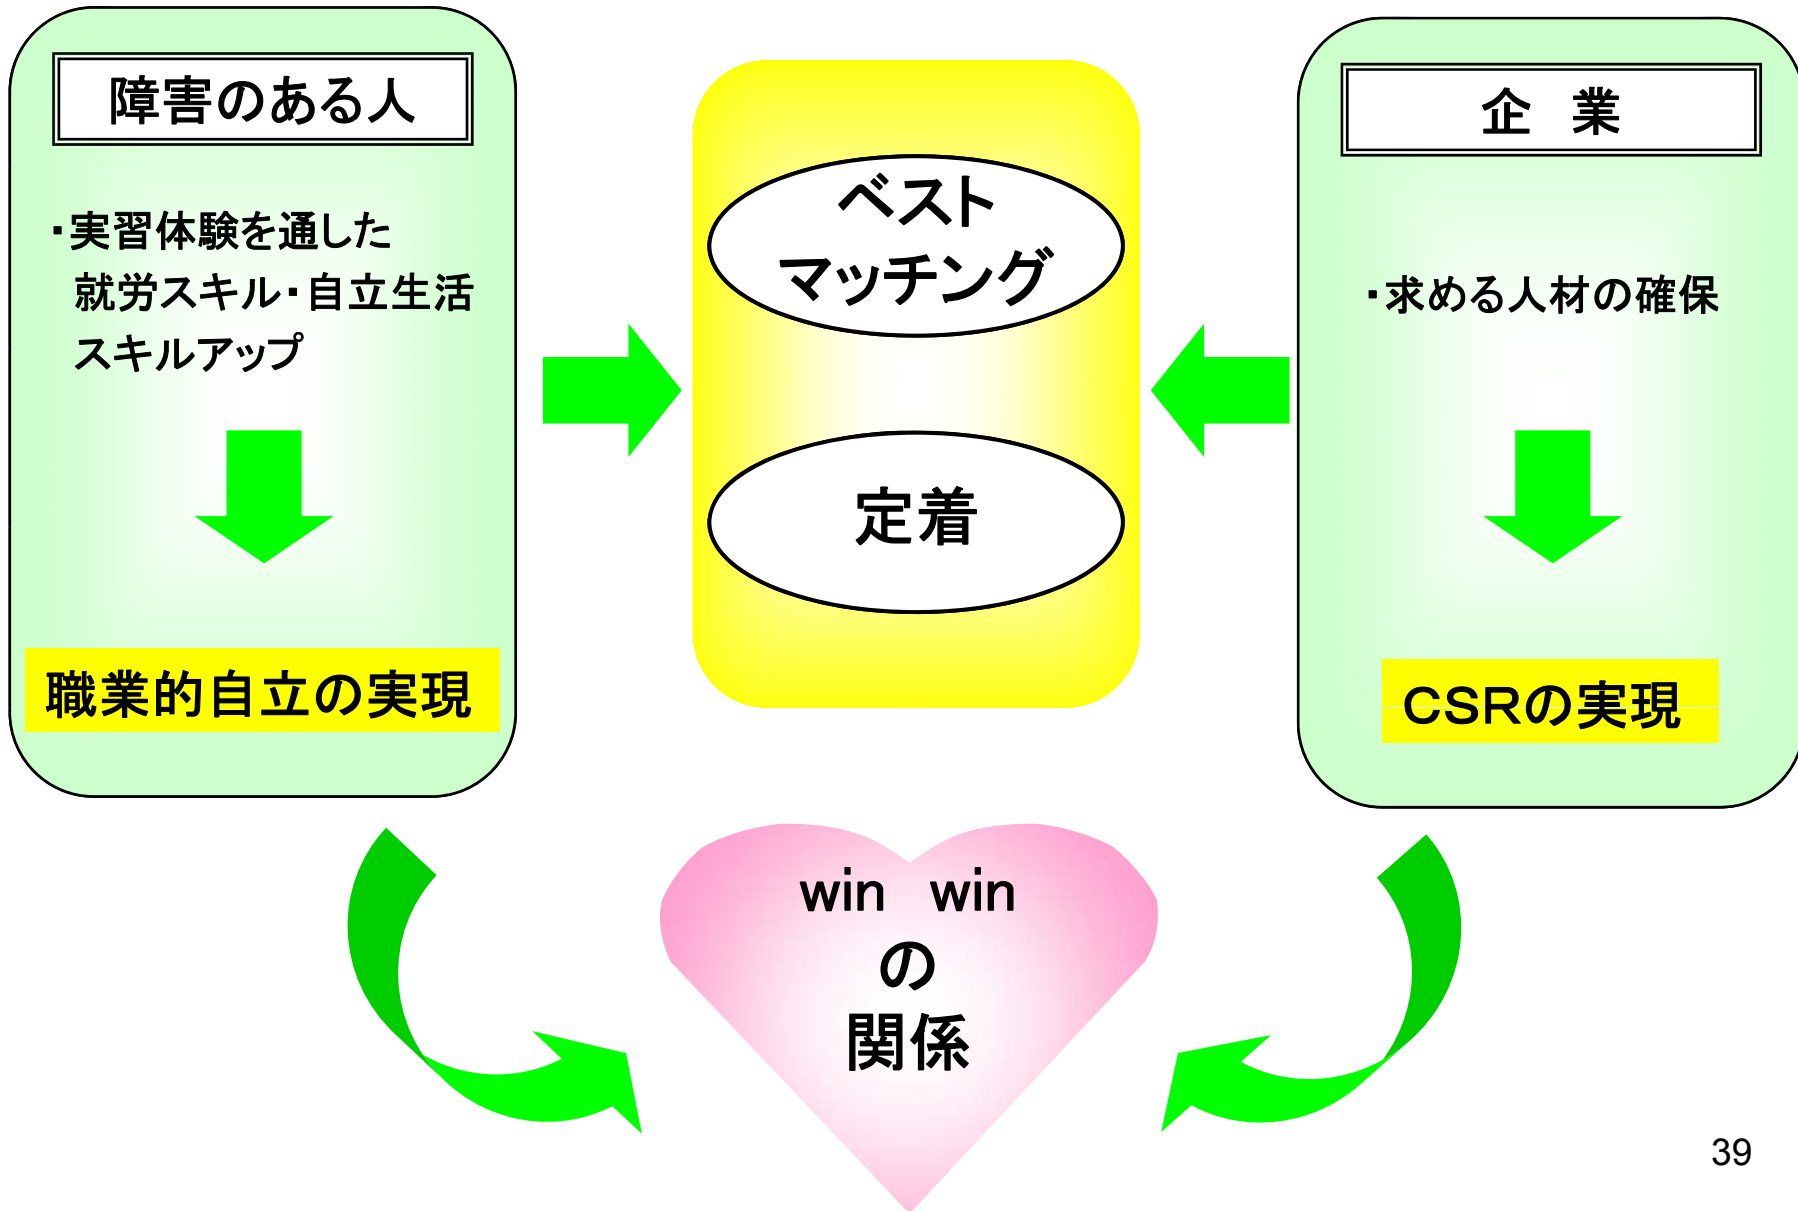 障害のある人
・実習体験を通した
就労スキル・自立生活
スキルアップ
職業的自立の実現
ベスト
マッチング
定着
企　業
・求める人材の確保
CSRの実現
win　win
の
関係
39